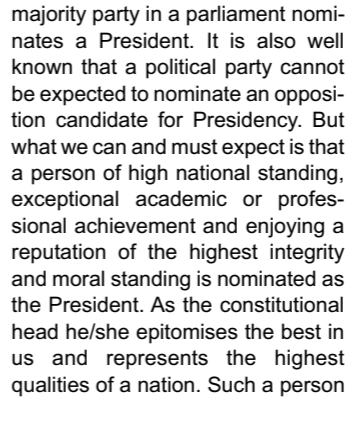 majority party in a parliament nomi-
nates a President. It is also well
known that a political party cannot
be expected to nominate an opposi-
tion candidate for Presidency. But
what we can and must expect is that
a person of high national standing,
exceptional academic or profes-
sional achievement and enjoying a
reputation of the highest integrity
and moral standing is nominated as
the President. As the constitutional
head he/she epitomises the best in
us and represents the highest
qualities of a nation. Such a person